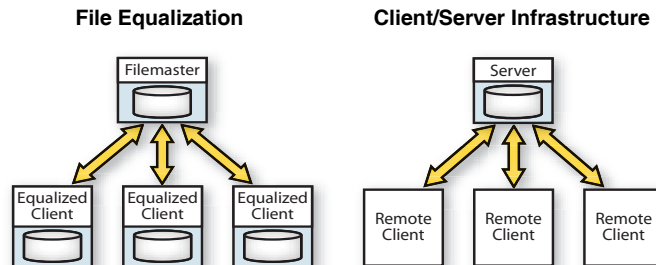 File Equalization
Filemaster
Equalized
Client
Equalized
Client
Equalized
Client
Client/Server Infrastructure
Server
Remote
Client
Remote
Client
Remote
Client